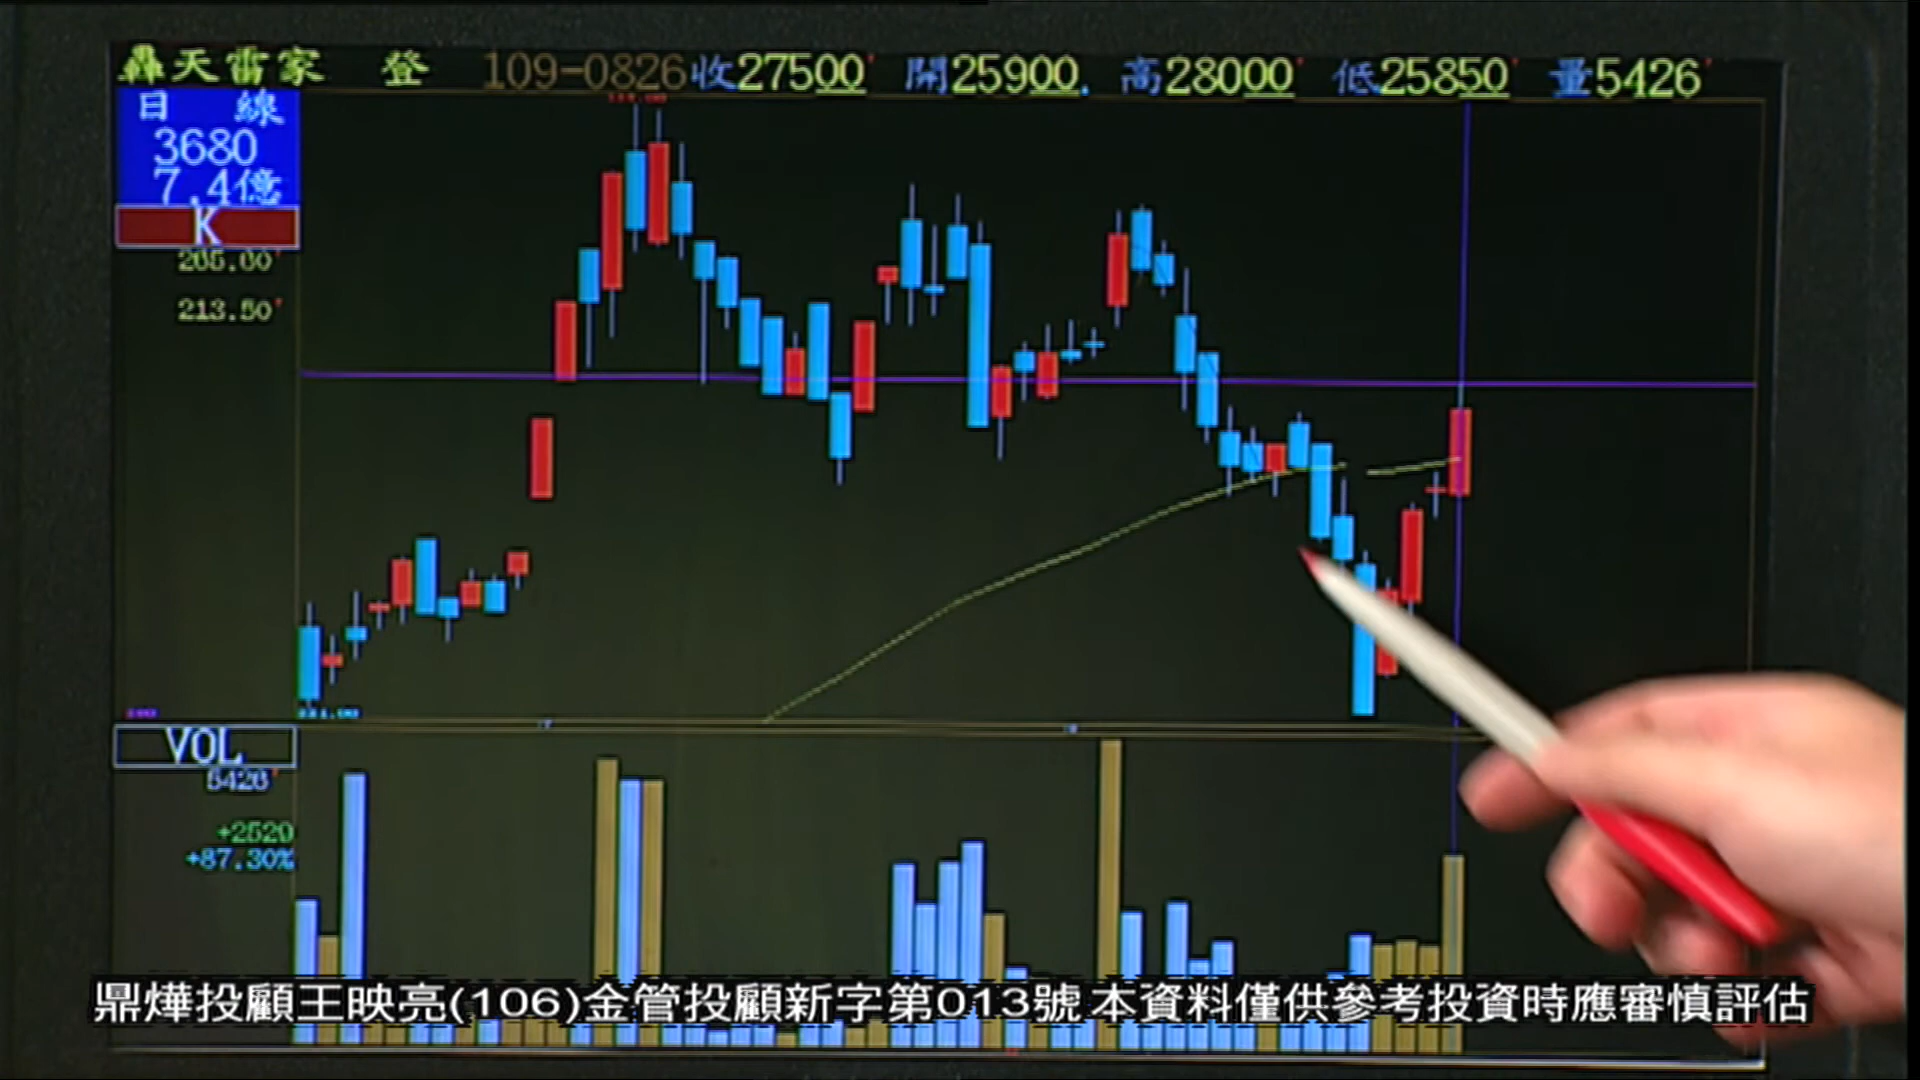 家登 109-0826 收27500 開25900 高28000 低25850 量5426
日 線
3680
7.4億
K
213.50
VOL
5426
+2520
+87.30%
鼎燁投顧王映亮(106)金管投顧新字第013號 本資料僅供參考投資時應審慎評估